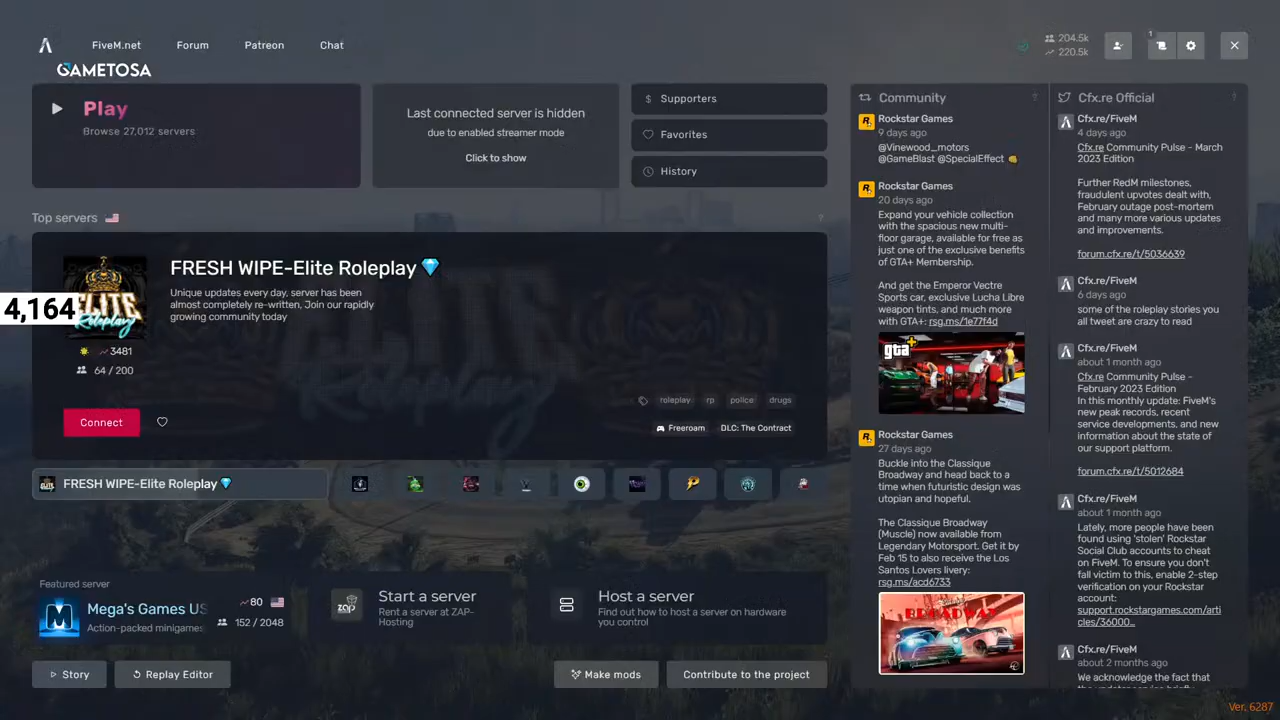 FiveM.net
Forum
Patreon
Chat
204.5k
220.5k
1
GAMETOSA
Play
Browse 27,012 servers
Last connected server is hidden
due to enabled streamer mode
Click to show
$ Supporters
Favorites
History
Top servers
?
FRESH WIPE-Elite Roleplay 💎
Unique updates every day, server has been
almost completely re-written, Join our rapidly
growing community today
4,164
ELITE
Roleplay
3481
64 / 200
Connect
roleplay rp police drugs
Freeroam DLC: The Contract
FRESH WIPE-Elite Roleplay 💎
Featured server
Mega's Games US
Action-packed minigame
80
152 / 2048
ZAP
Start a server
Rent a server at ZAP-
Hosting
Host a server
Find out how to host a server on hardware
you control
Story
Replay Editor
Make mods
Contribute to the project
Community
Rockstar Games
9 days ago
@Vinewood_motors
@GameBlast @SpecialEffect 👊
Rockstar Games
20 days ago
Expand your vehicle collection
with the spacious new multi-
floor garage, available for free as
just one of the exclusive benefits
of GTA+ Membership.
And get the Emperor Vectre
Sports car, exclusive Lucha Libre
weapon tints, and much more
with GTA+: rsg.ms/1e77f4d
gta+
Rockstar Games
27 days ago
Buckle into the Classique
Broadway and head back to a
time when futuristic design was
utopian and hopeful.
The Classique Broadway
(Muscle) now available from
Legendary Motorsport. Get it by
Feb 15 to also receive the Los
Santos Lovers livery:
rsg.ms/acd6733
BROADWAY
Cfx.re Official
Cfx.re/FiveM
4 days ago
Cfx.re Community Pulse - March
2023 Edition
Further RedM milestones,
fraudulent upvotes dealt with,
February outage post-mortem
and many more various updates
and improvements.
forum.cfx.re/t/5036639
Cfx.re/FiveM
6 days ago
some of the roleplay stories you
all tweet are crazy to read
Cfx.re/FiveM
about 1 month ago
Cfx.re Community Pulse –
February 2023 Edition
In this monthly update: FiveM's
new peak records, recent
service developments, and new
information about the state of
our support platform.
forum.cfx.re/t/5012684
Cfx.re/FiveM
about 1 month ago
Lately, more people have been
found using 'stolen' Rockstar
Social Club accounts to cheat
on FiveM. To ensure you don't
fall victim to this, enable 2-step
verification on your Rockstar
account:
support.rockstargames.com/arti
cles/36000...
Cfx.re/FiveM
about 2 months ago
We acknowledge the fact that
Ver. 6287